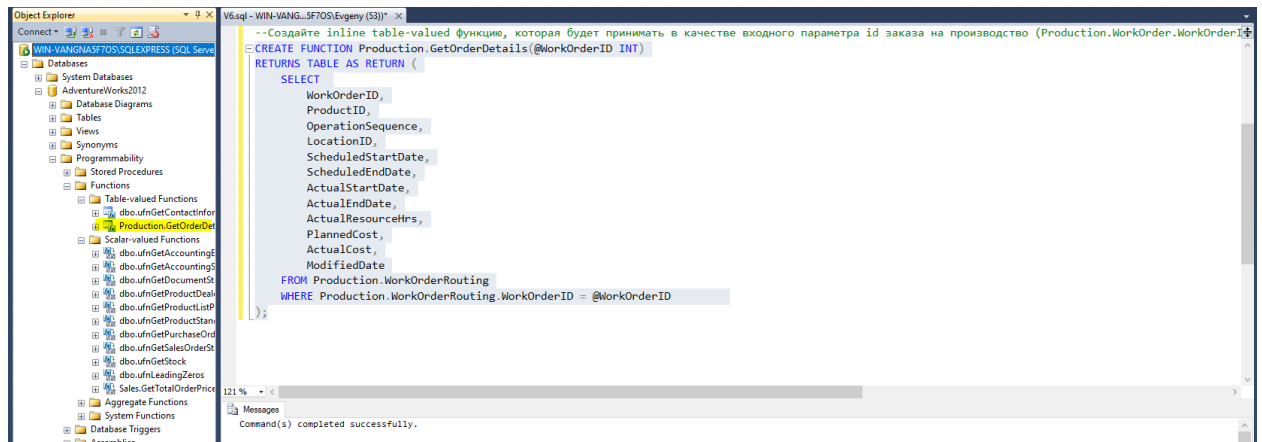 Object Explorer
Connect
WIN-VANGNA5F7OS\SQLEXPRESS (SQL Serve
Databases
System Databases
AdventureWorks2012
Database Diagrams
Tables
Views
Synonyms
Programmability
Stored Procedures
Functions
Table-valued Functions
dbo.ufnGetContactInfor
Production.GetOrderDet
Scalar-valued Functions
dbo.ufnGetAccountingE
dbo.ufnGetAccountingS
dbo.ufnGetDocumentSt
dbo.ufnGetProductDeale
dbo.ufnGetProductListP
dbo.ufnGetProductStan
dbo.ufnGetPurchaseOrd
dbo.ufnGetSalesOrderSt
dbo.ufnGetStock
dbo.ufnLeadingZeros
Sales.GetTotalOrderPrice
Aggregate Functions
System Functions
Database Triggers
V6.sql - WIN-VANG...5F7OS\Evgeny (53))*
--Создайте inline table-valued функцию, которая будет принимать в качестве входного параметра id заказа на производство (Production.WorkOrder.WorkOrderI
CREATE FUNCTION Production.GetOrderDetails(@WorkOrderID INT)
RETURNS TABLE AS RETURN (
SELECT
WorkOrderID,
ProductID,
OperationSequence,
LocationID,
ScheduledStartDate,
ScheduledEndDate,
ActualStartDate,
ActualEndDate,
ActualResourceHrs,
PlannedCost,
ActualCost,
ModifiedDate
FROM Production.WorkOrderRouting
WHERE Production.WorkOrderRouting.WorkOrderID = @WorkOrderID
);
121 %
Messages
Command(s) completed successfully.